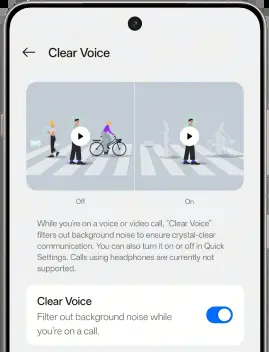 Clear Voice
Off
On
While you're on a voice or video call, "Clear Voice"
filters out background noise to ensure crystal-clear
communication. You can also turn it on or off in Quick
Settings. Calls using headphones are currently not
supported.
Clear Voice
Filter out background noise while
you're on a call.